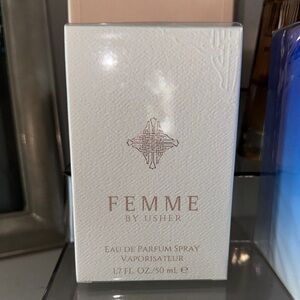 FEMME
BY USHER
EAU DE PARFUM SPRAY
VAPORISATEUR
1.7 FL. OZ./50 mL ℮